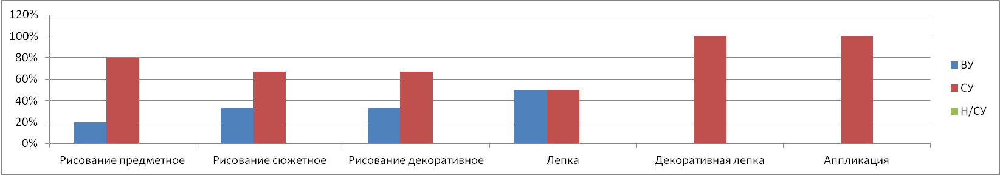 120%
100%
80%
60%
40%
20%
0%
Рисование предметное
Рисование сюжетное
Рисование декоративное
Лепка
Декоративная лепка
Аппликация
ВУ
СУ
Н/СУ